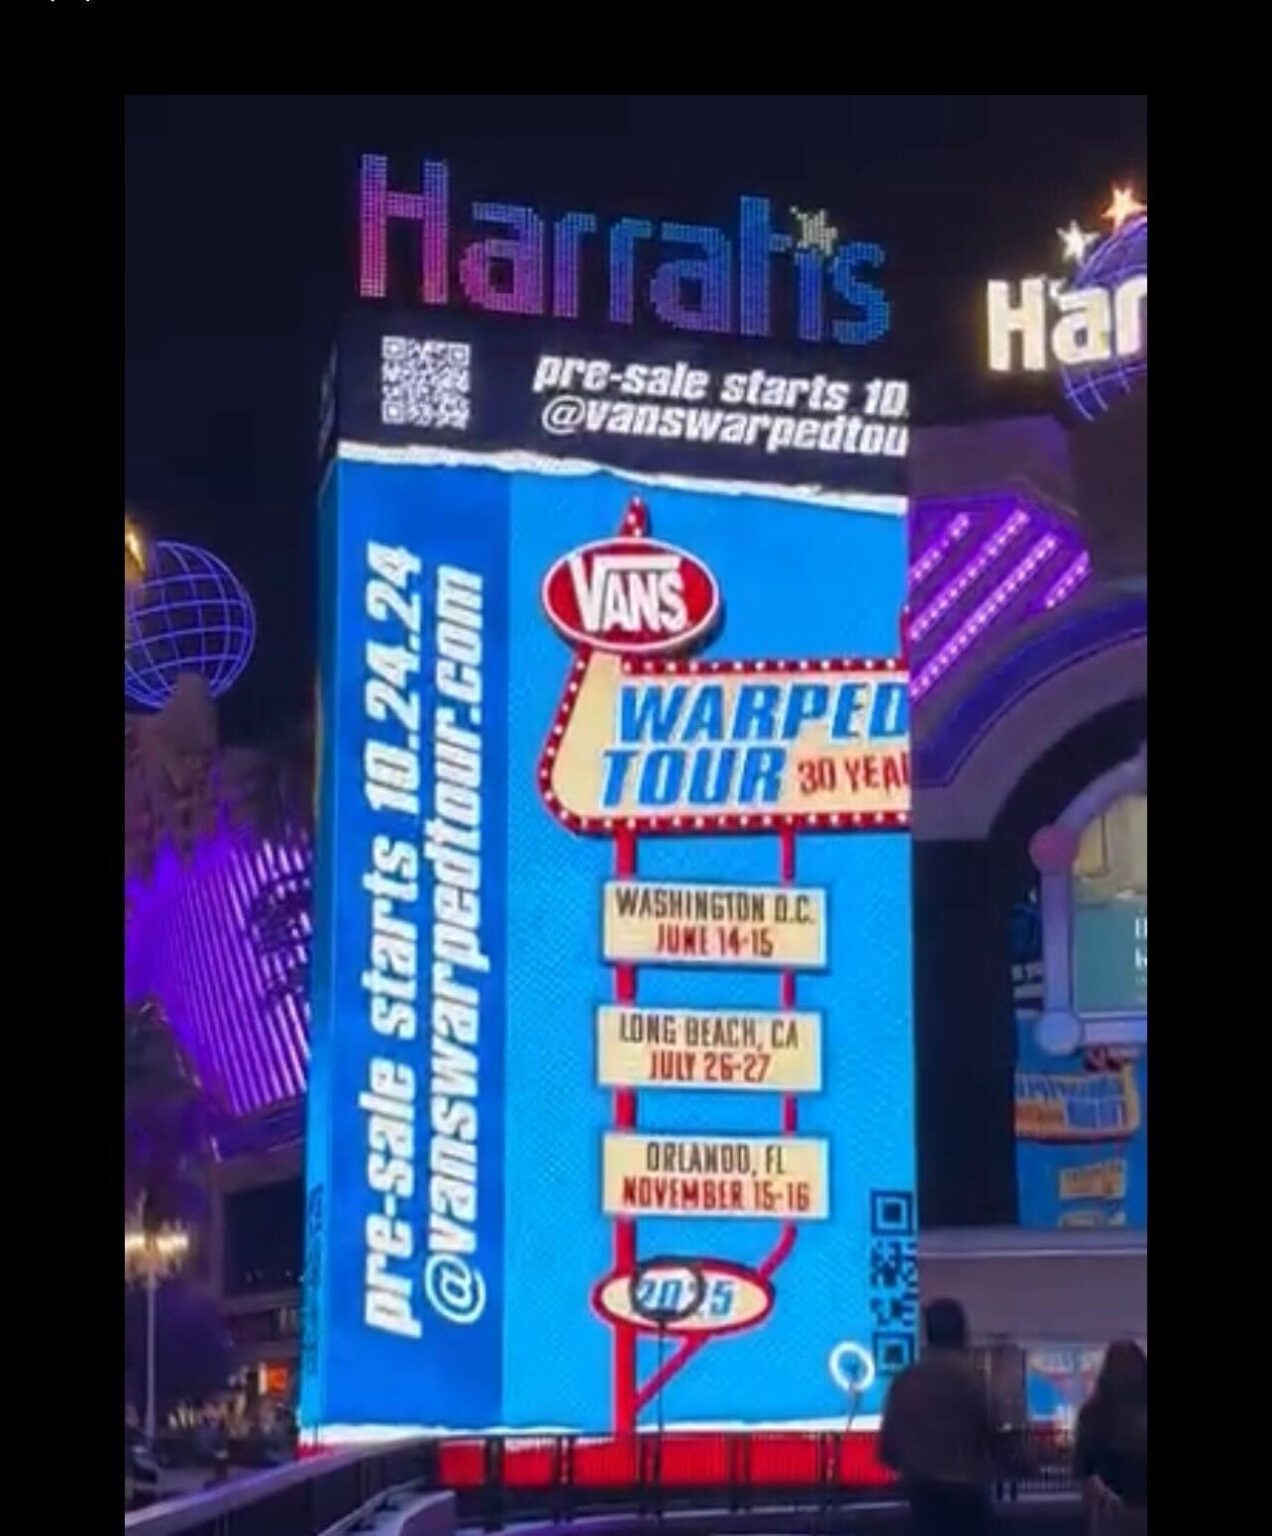 Harrah's
Har
pre-sale starts 10.
@vanswarpedtou
pre-sale starts 10.24.24
@vanswarpedtour.com
VANS
WARPED
TOUR 30 YEA
WASHINGTON D.C.
JUNE 14-15
LONG BEACH, CA
JULY 26-27
ORLANDO, FL
NOVEMBER 15-16
2025